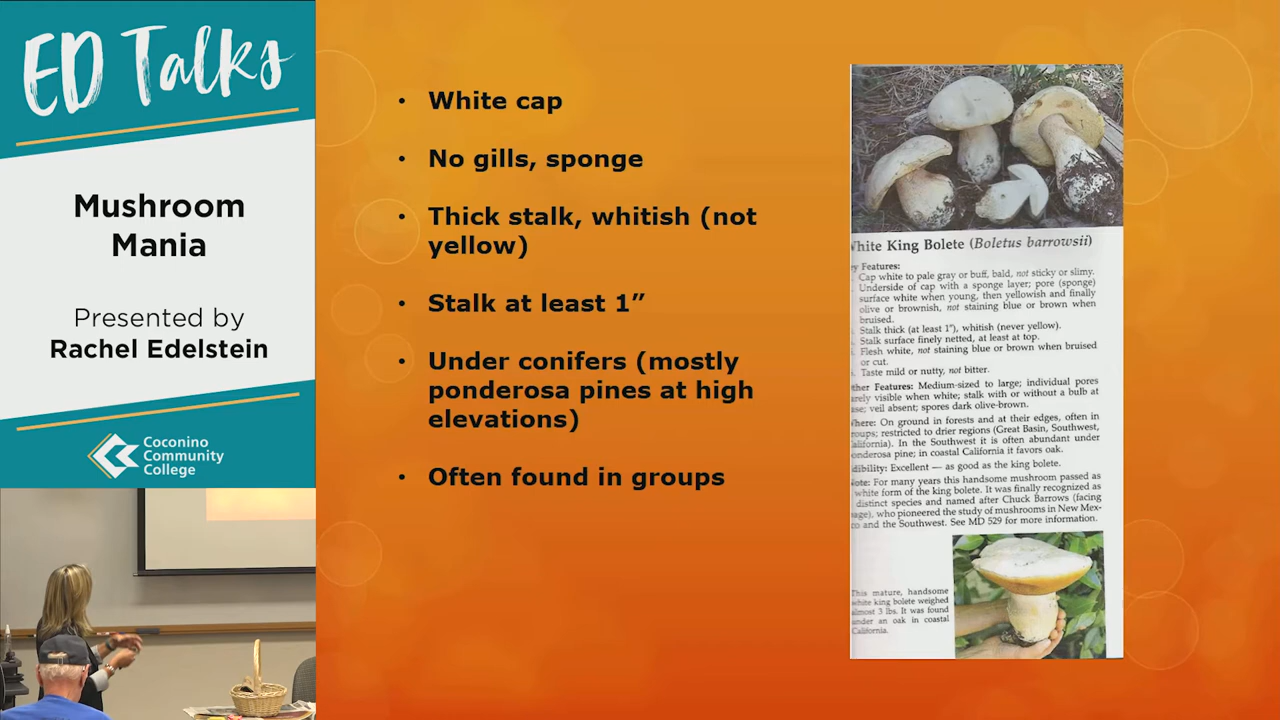 ED Talks
Mushroom
Mania
Presented by
Rachel Edelstein
Coconino
Community
College
• White cap
• No gills, sponge
• Thick stalk, whitish (not
yellow)
• Stalk at least 1”
• Under conifers (mostly
ponderosa pines at high
elevations)
• Often found in groups
White King Bolete (Boletus barrowsii)
Features:
Cap white to pale gray or buff, bald, not sticky or slimy.
Underside of cap with a sponge layer; pore (sponge)
surface white when young, then yellowish and finally
olive or brownish, not staining blue or brown when
bruised.
Stalk thick (at least 1"), whitish (never yellow).
Stalk surface finely netted, at least at top.
Flesh white, not staining blue or brown when bruised
or cut.
Taste mild or nutty, not bitter.
ther Features: Medium-sized to large; individual pores
rely visible when white; stalk with or without a bulb at
se; veil absent; spores dark olive-brown.
here: On ground in forests and at their edges, often in
roups; restricted to drier regions (Great Basin, Southwest,
alifornia). In the Southwest it is often abundant under
onderosa pine; in coastal California it favors oak.
dibility: Excellent — as good as the king bolete.
ote: For many years this handsome mushroom passed as
white form of the king bolete. It was finally recognized as
distinct species and named after Chuck Barrows (facing
age), who pioneered the study of mushrooms in New Mex-
co and the Southwest. See MD 529 for more information.
This mature, handsome
white king bolete weighed
almost 3 lbs. It was found
under an oak in coastal
California.